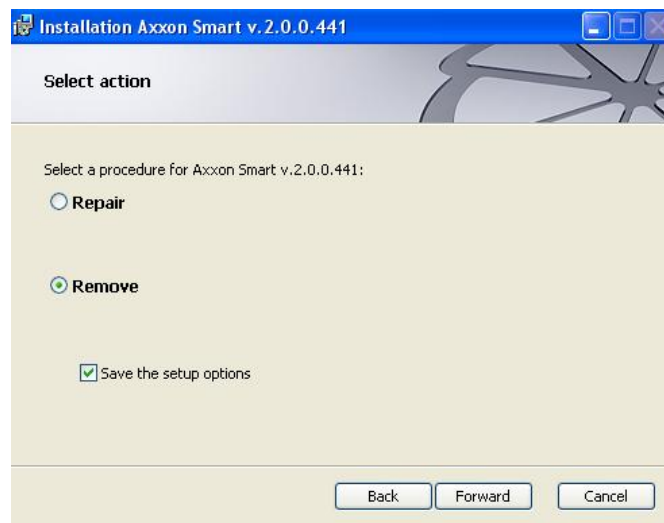 Installation Axxon Smart v.2.0.0.441
Select action
Select a procedure for Axxon Smart v.2.0.0.441:
Repair
Remove
Save the setup options
Back Forward Cancel